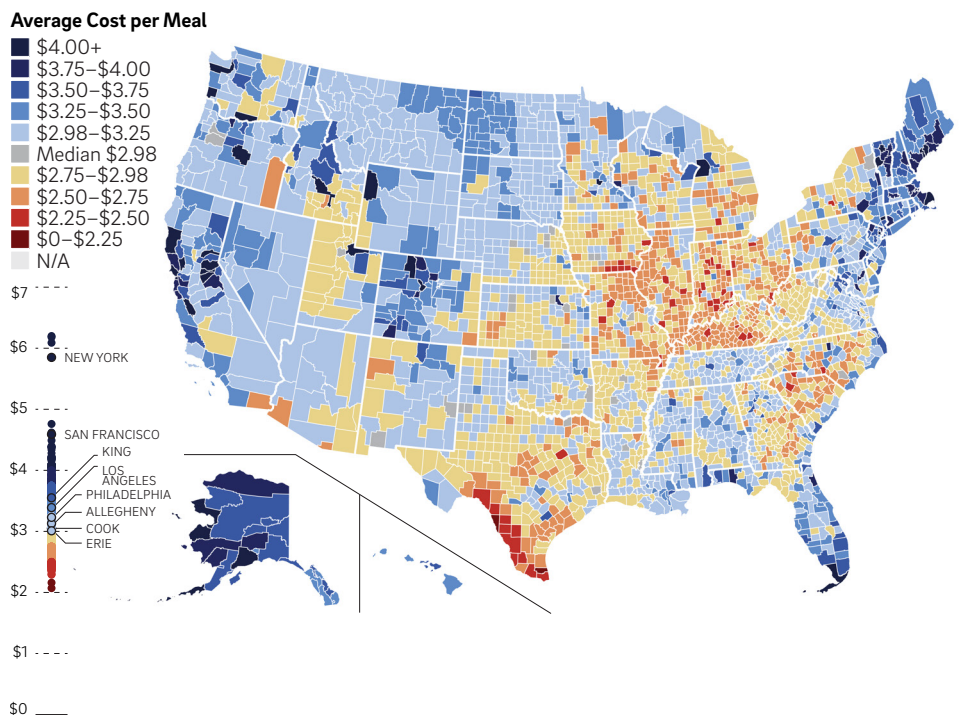 Average Cost per Meal
$4.00+
$3.75–$4.00
$3.50–$3.75
$3.25–$3.50
$2.98–$3.25
Median $2.98
$2.75–$2.98
$2.50–$2.75
$2.25–$2.50
$0–$2.25
N/A
$7
$6
NEW YORK
$5
SAN FRANCISCO
KING
$4
LOS
ANGELES
PHILADELPHIA
ALLEGHENY
COOK
$3
ERIE
$2
$1
$0